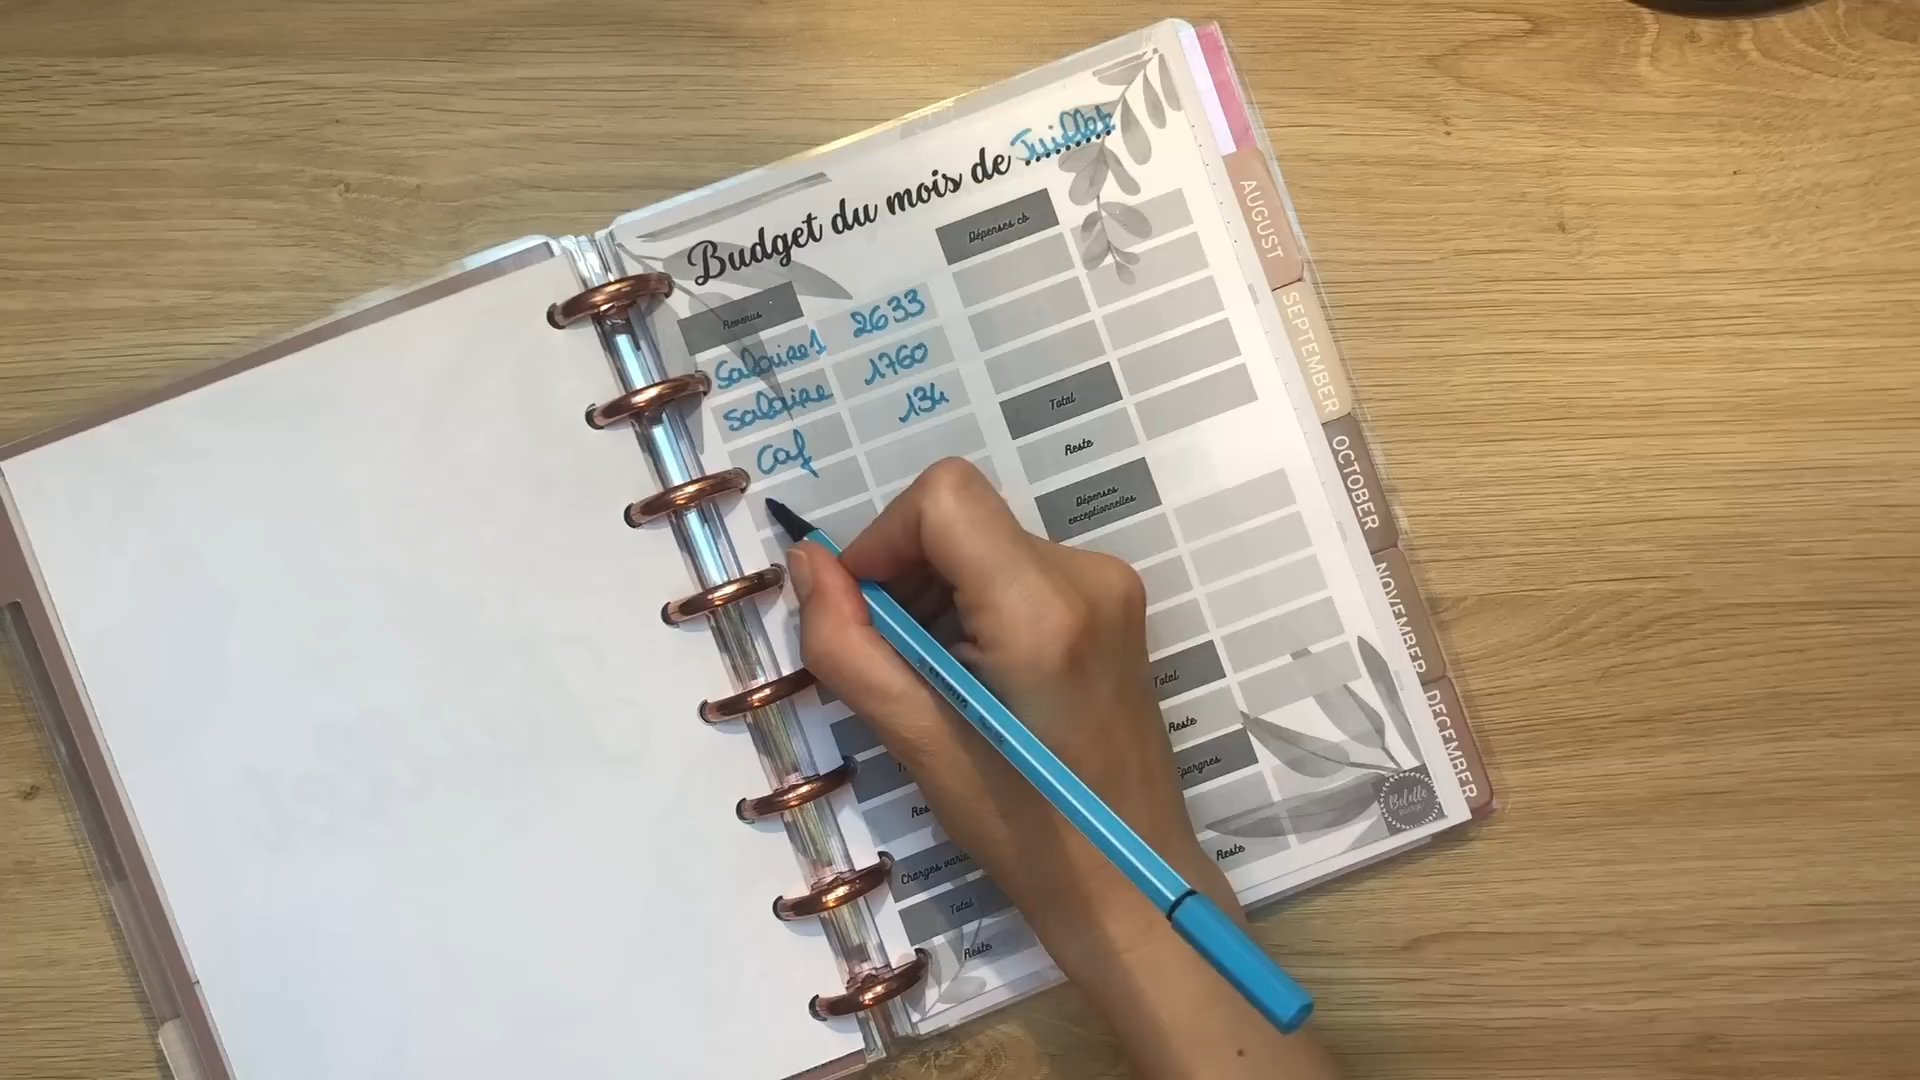 Budget du mois de Juillet
Revenus
Salaire1 2633
Salaire 1760
Caf 134
Dépenses cb
Total
Reste
Dépenses
exceptionnelles
Total
Reste
Epargnes
Reste
Charges
Total
Reste
Belette
AUGUST
SEPTEMBER
OCTOBER
NOVEMBER
DECEMBER